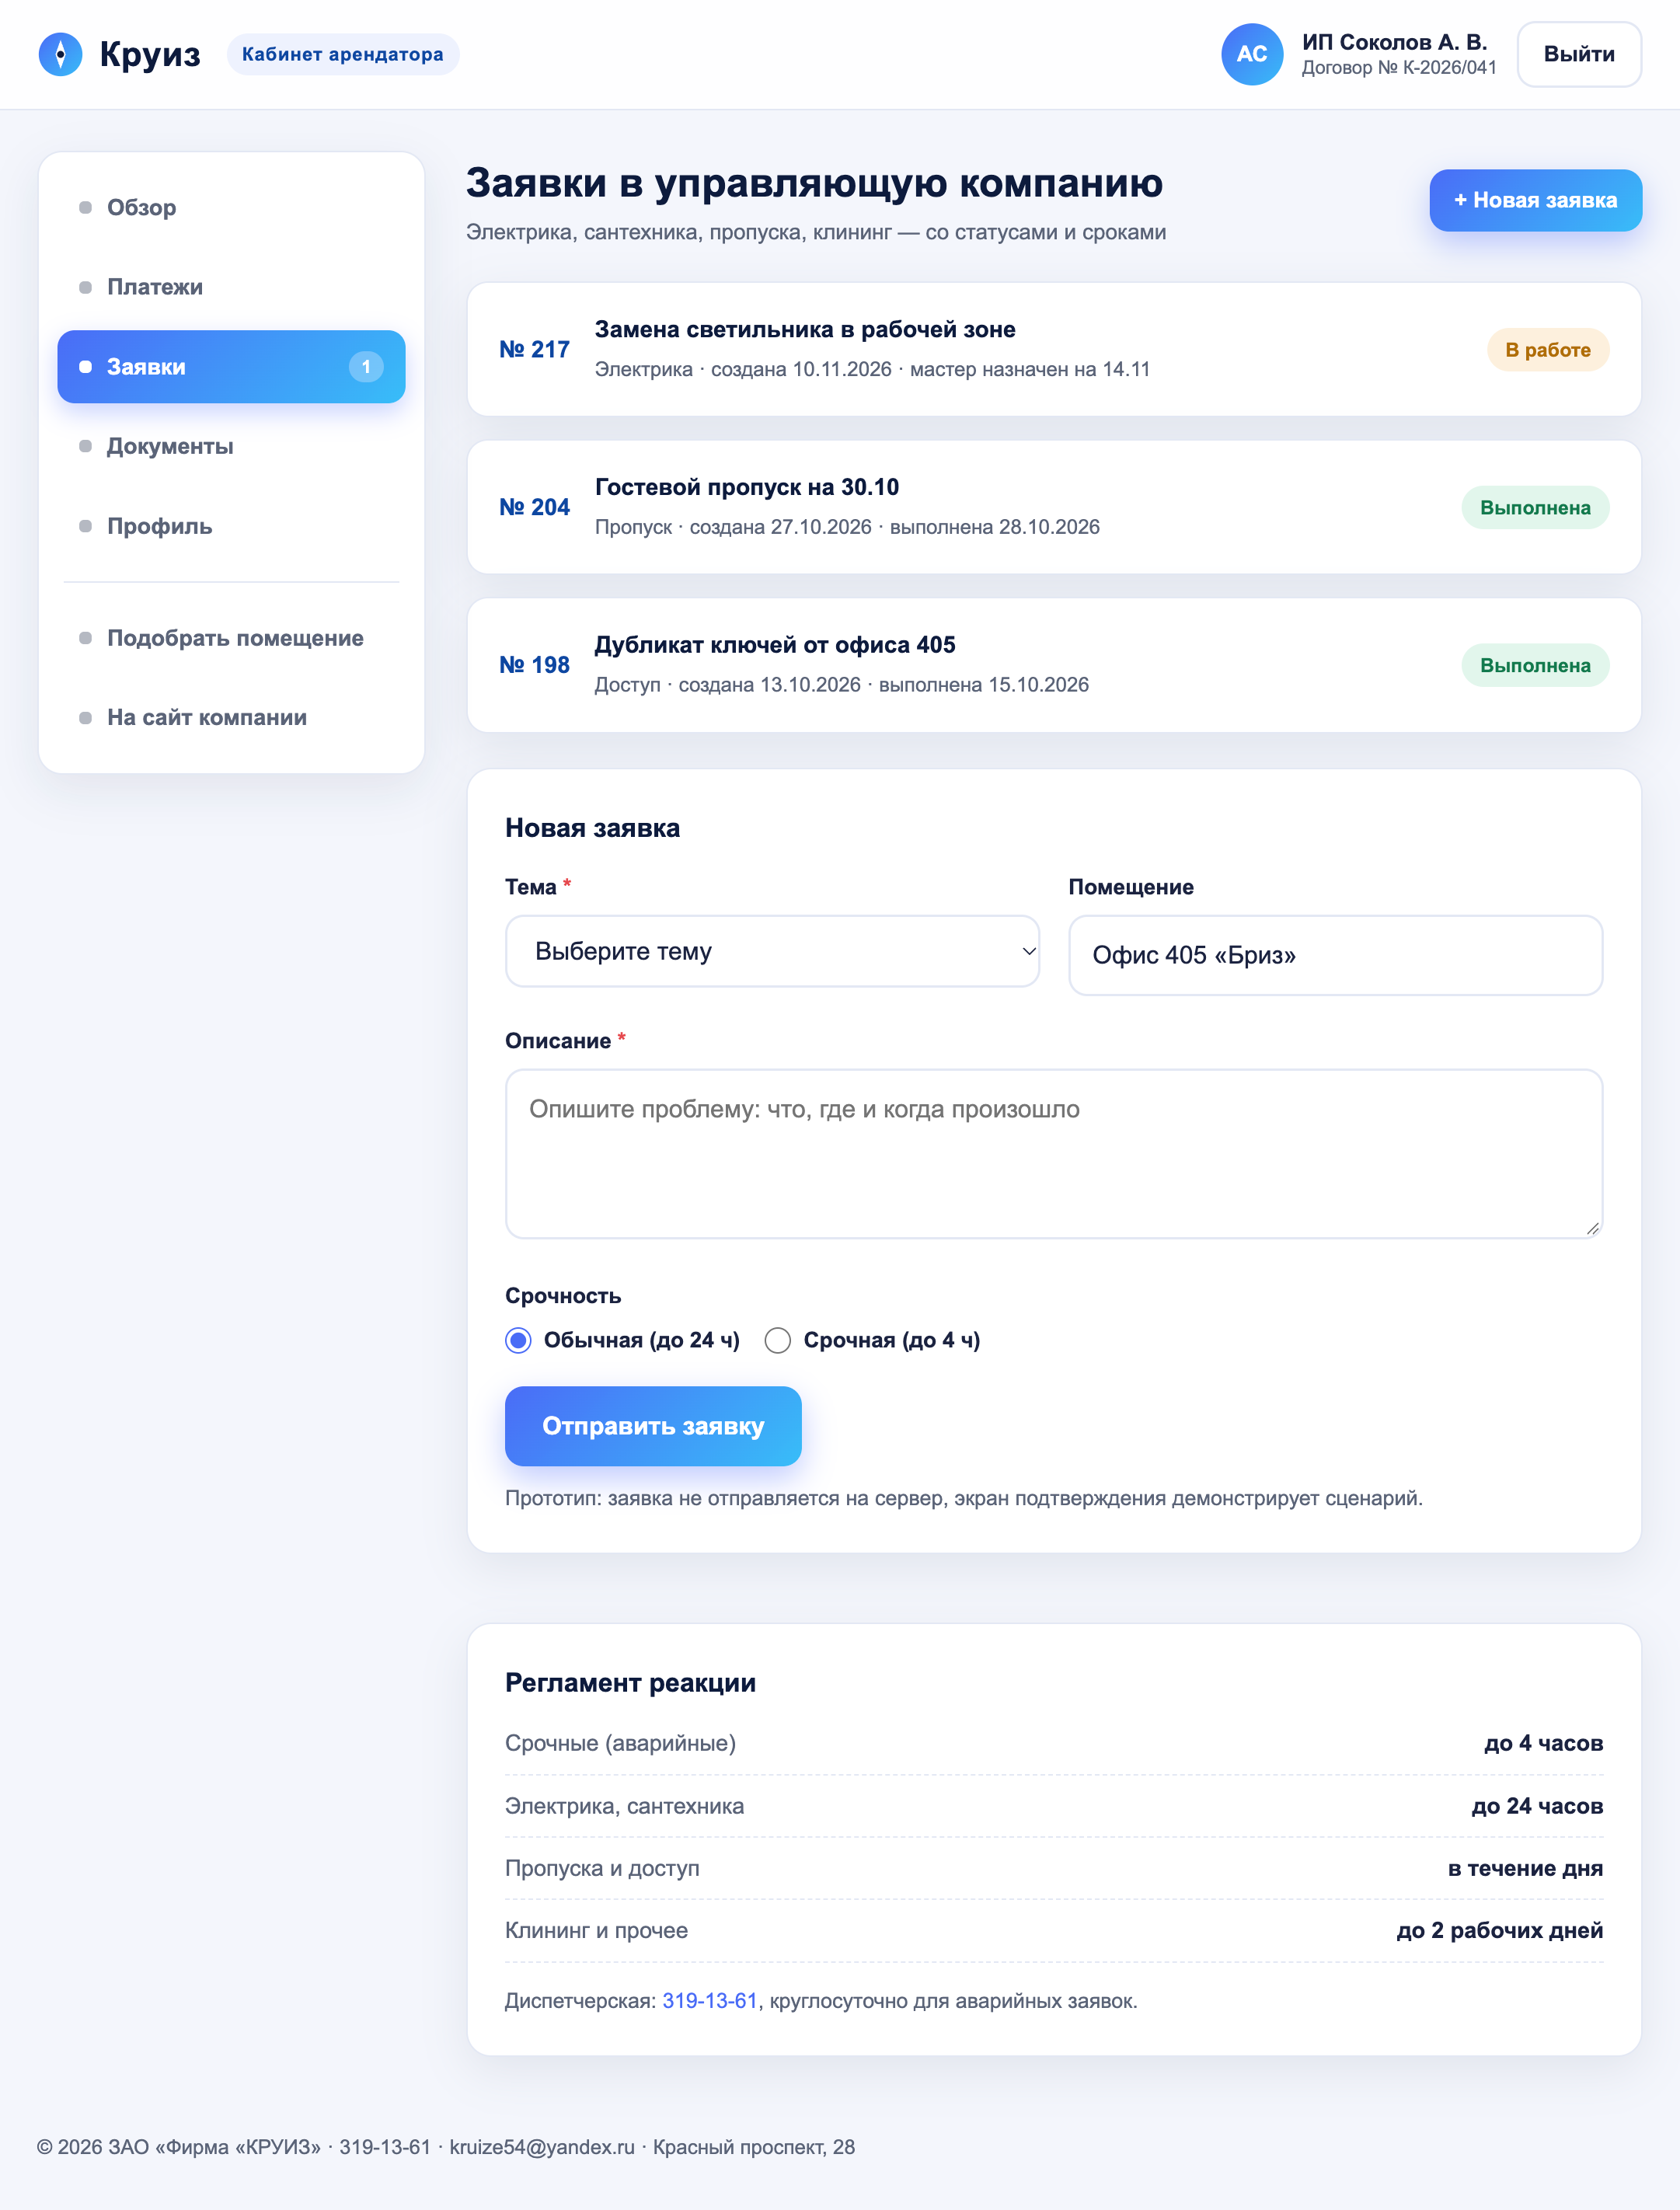 Круиз
Кабинет арендатора
АС
ИП Соколов А. В.
Договор № К-2026/041
Выйти
Обзор
Платежи
Заявки 1
Документы
Профиль
Подобрать помещение
На сайт компании
Заявки в управляющую компанию
Электрика, сантехника, пропуска, клининг — со статусами и сроками
+ Новая заявка
№ 217
Замена светильника в рабочей зоне
Электрика · создана 10.11.2026 · мастер назначен на 14.11
В работе
№ 204
Гостевой пропуск на 30.10
Пропуск · создана 27.10.2026 · выполнена 28.10.2026
Выполнена
№ 198
Дубликат ключей от офиса 405
Доступ · создана 13.10.2026 · выполнена 15.10.2026
Выполнена
Новая заявка
Тема *
Выберите тему
Помещение
Офис 405 «Бриз»
Описание *
Опишите проблему: что, где и когда произошло
Срочность
Обычная (до 24 ч)
Срочная (до 4 ч)
Отправить заявку
Прототип: заявка не отправляется на сервер, экран подтверждения демонстрирует сценарий.
Регламент реакции
Срочные (аварийные) до 4 часов
Электрика, сантехника до 24 часов
Пропуска и доступ в течение дня
Клининг и прочее до 2 рабочих дней
Диспетчерская: 319-13-61, круглосуточно для аварийных заявок.
© 2026 ЗАО «Фирма «КРУИЗ» · 319-13-61 · kruize54@yandex.ru · Красный проспект, 28